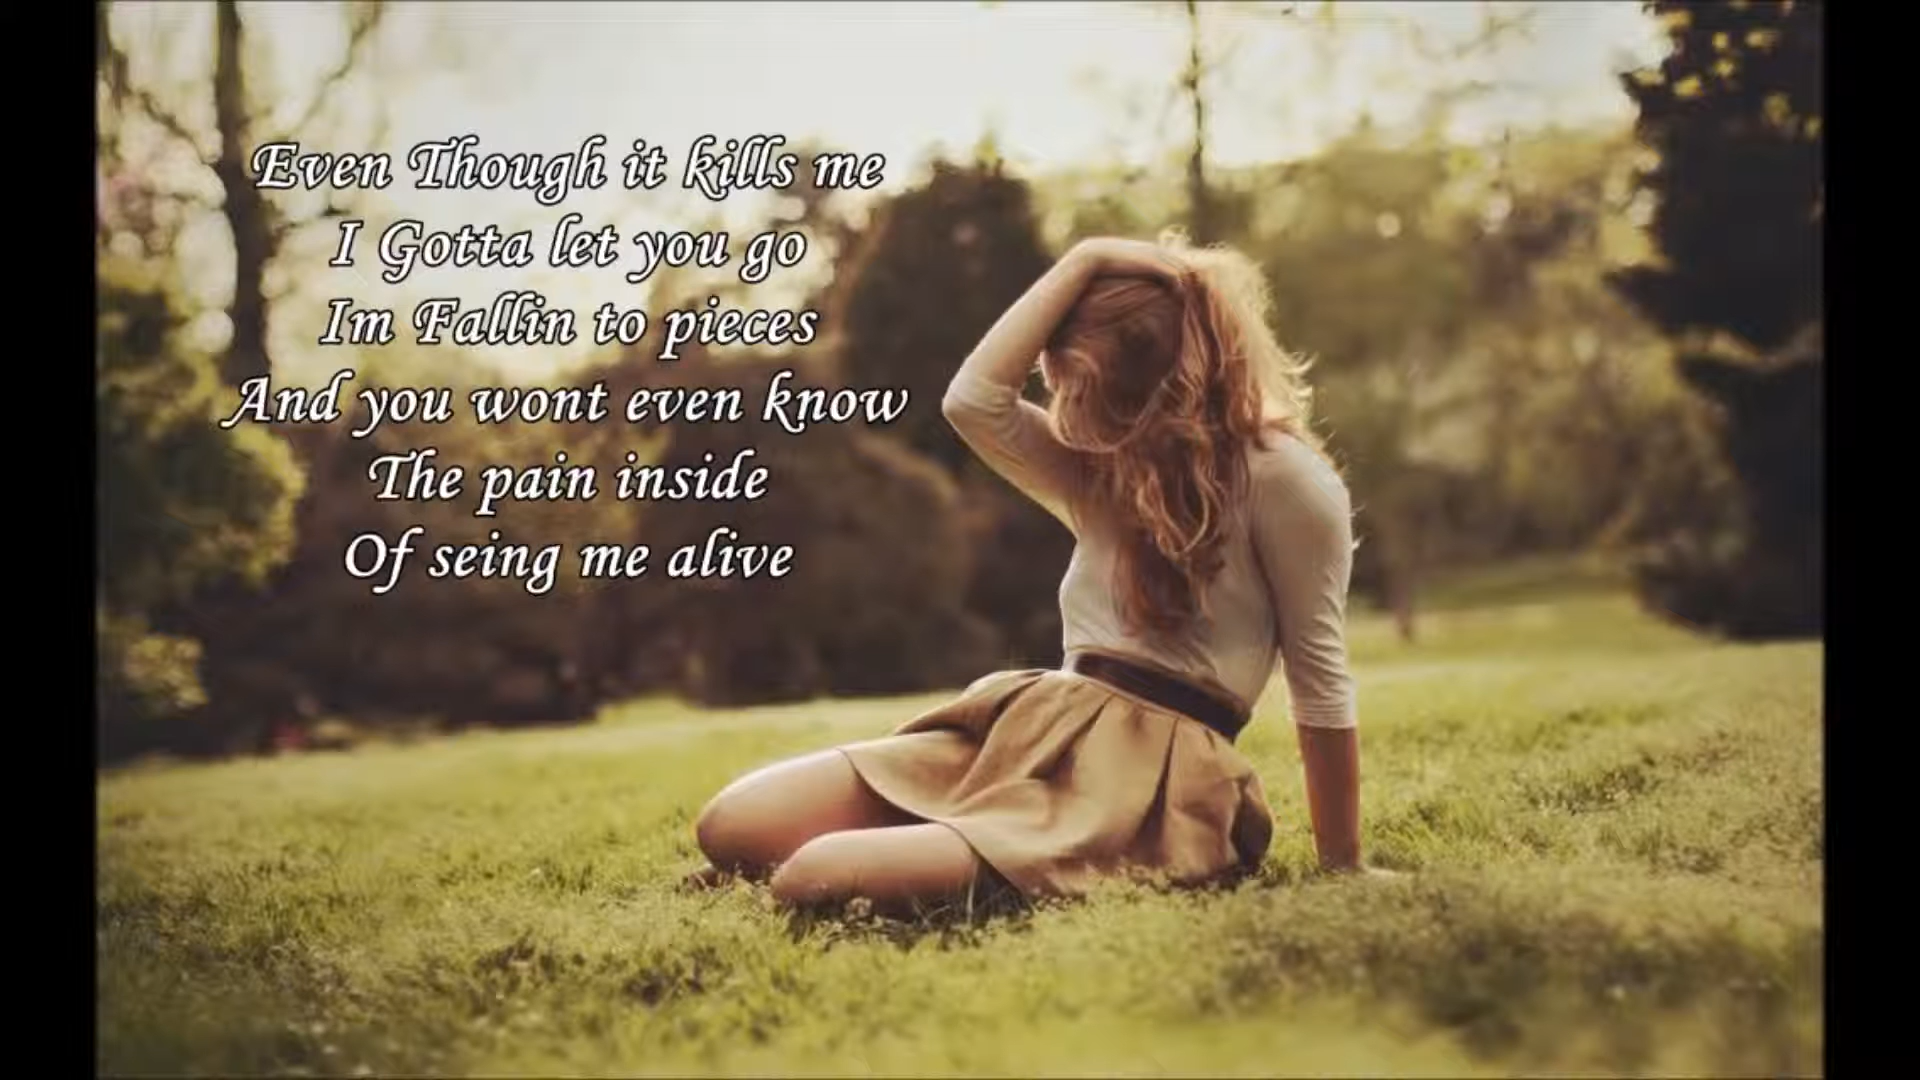 Even Though it kills me
I Gotta let you go
Im Fallin to pieces
And you wont even know
The pain inside
Of seing me alive